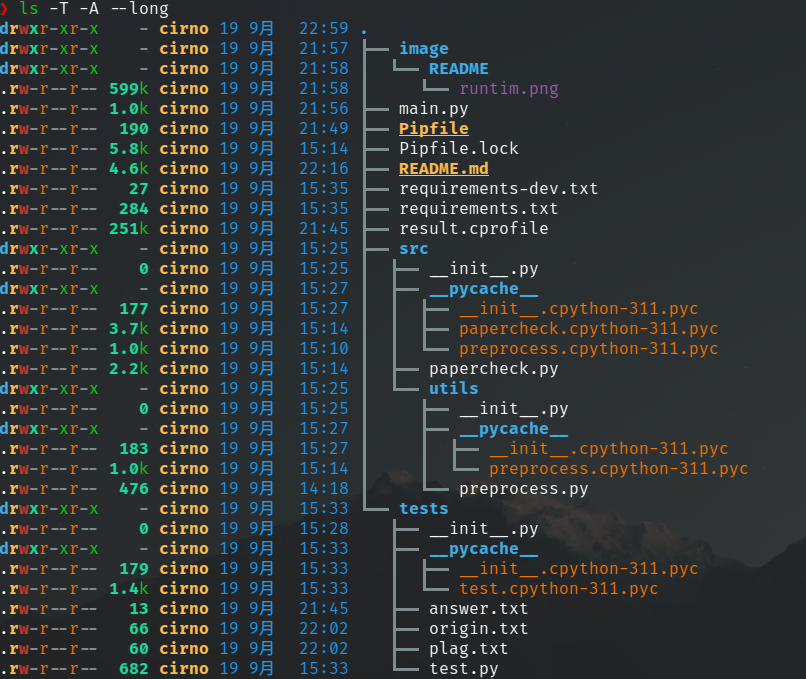 ❯ ls -T -A --long
drwxr-xr-x    - cirno 19 9月  22:59 .
drwxr-xr-x    - cirno 19 9月  21:57 ├── image
drwxr-xr-x    - cirno 19 9月  21:58 │  └── README
.rw-r--r-- 599k cirno 19 9月  21:58 │     └── runtim.png
.rw-r--r-- 1.0k cirno 19 9月  21:56 ├── main.py
.rw-r--r--  190 cirno 19 9月  21:49 ├── Pipfile
.rw-r--r-- 5.8k cirno 19 9月  15:14 ├── Pipfile.lock
.rw-r--r-- 4.6k cirno 19 9月  22:16 ├── README.md
.rw-r--r--   27 cirno 19 9月  15:35 ├── requirements-dev.txt
.rw-r--r--  284 cirno 19 9月  15:35 ├── requirements.txt
.rw-r--r-- 251k cirno 19 9月  21:45 ├── result.cprofile
drwxr-xr-x    - cirno 19 9月  15:25 ├── src
.rw-r--r--    0 cirno 19 9月  15:25 │  ├── __init__.py
drwxr-xr-x    - cirno 19 9月  15:27 │  ├── __pycache__
.rw-r--r--  177 cirno 19 9月  15:27 │  │  ├── __init__.cpython-311.pyc
.rw-r--r-- 3.7k cirno 19 9月  15:14 │  │  ├── papercheck.cpython-311.pyc
.rw-r--r-- 1.0k cirno 19 9月  15:10 │  │  └── preprocess.cpython-311.pyc
.rw-r--r-- 2.2k cirno 19 9月  15:14 │  ├── papercheck.py
drwxr-xr-x    - cirno 19 9月  15:25 │  └── utils
.rw-r--r--    0 cirno 19 9月  15:25 │     ├── __init__.py
drwxr-xr-x    - cirno 19 9月  15:27 │     ├── __pycache__
.rw-r--r--  183 cirno 19 9月  15:27 │     │  ├── __init__.cpython-311.pyc
.rw-r--r-- 1.0k cirno 19 9月  15:14 │     │  └── preprocess.cpython-311.pyc
.rw-r--r--  476 cirno 19 9月  14:18 │     └── preprocess.py
drwxr-xr-x    - cirno 19 9月  15:33 └── tests
.rw-r--r--    0 cirno 19 9月  15:28    ├── __init__.py
drwxr-xr-x    - cirno 19 9月  15:33    ├── __pycache__
.rw-r--r--  179 cirno 19 9月  15:33    │  ├── __init__.cpython-311.pyc
.rw-r--r-- 1.4k cirno 19 9月  15:33    │  └── test.cpython-311.pyc
.rw-r--r--   13 cirno 19 9月  21:45    ├── answer.txt
.rw-r--r--   66 cirno 19 9月  22:02    ├── origin.txt
.rw-r--r--   60 cirno 19 9月  22:02    ├── plag.txt
.rw-r--r--  682 cirno 19 9月  15:33    └── test.py